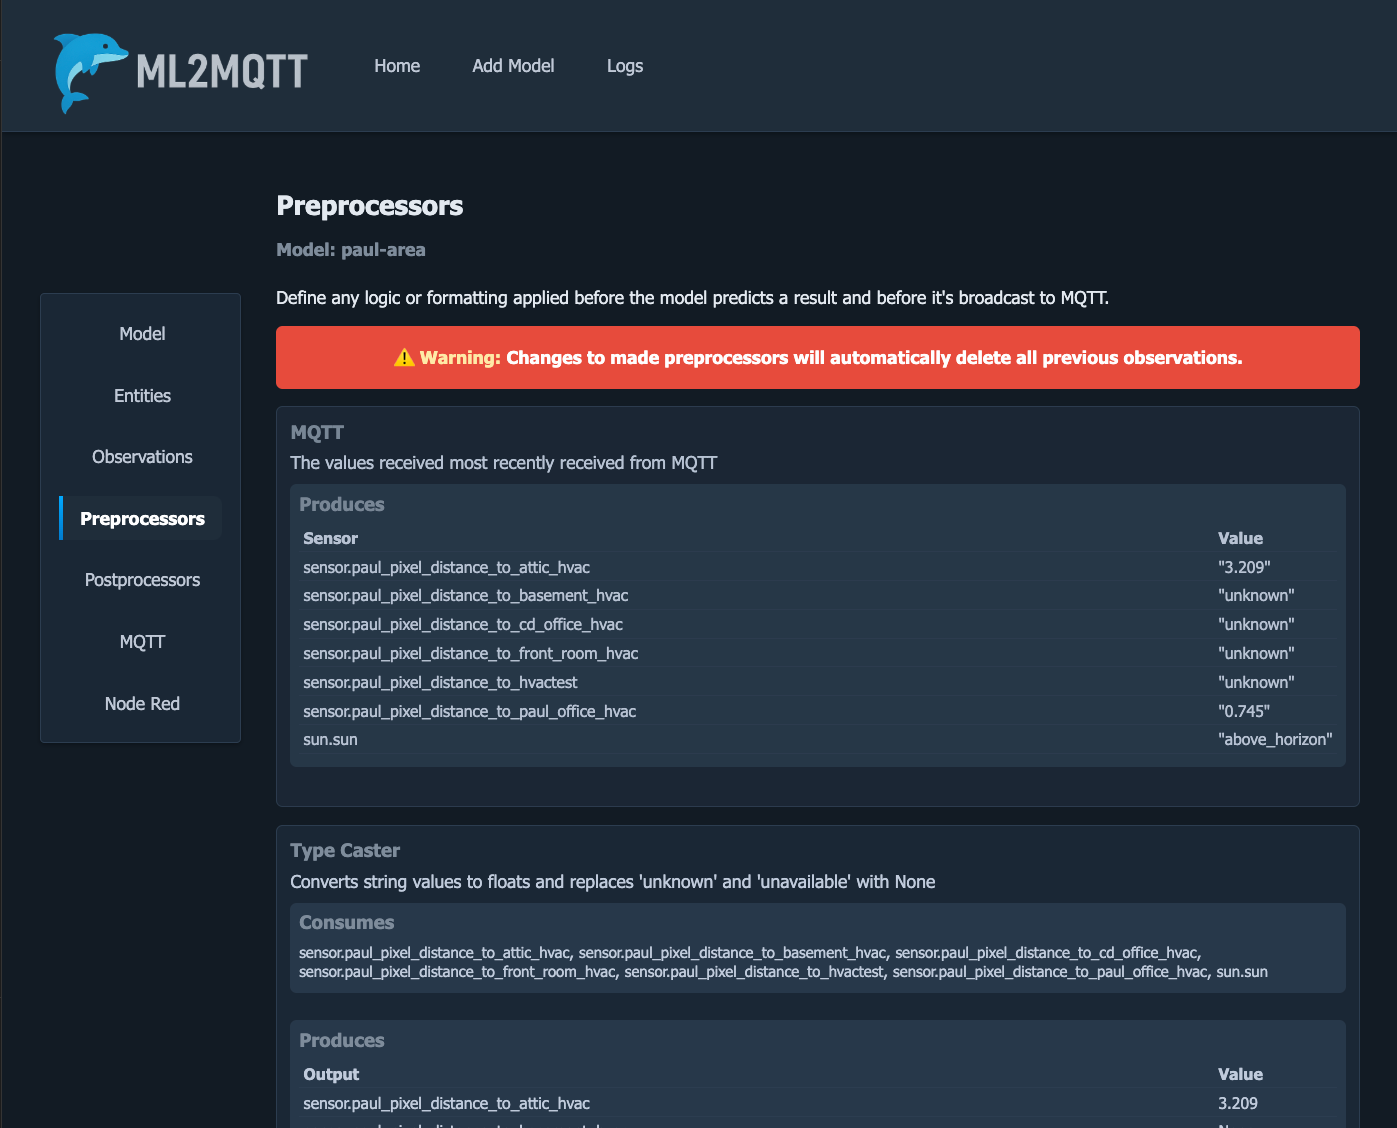 ML2MQTT
Home Add Model Logs
Preprocessors
Model: paul-area
Define any logic or formatting applied before the model predicts a result and before it's broadcast to MQTT.
⚠️ Warning: Changes to made preprocessors will automatically delete all previous observations.
Model
Entities
Observations
Preprocessors
Postprocessors
MQTT
Node Red
MQTT
The values received most recently received from MQTT
Produces
Sensor Value
sensor.paul_pixel_distance_to_attic_hvac "3.209"
sensor.paul_pixel_distance_to_basement_hvac "unknown"
sensor.paul_pixel_distance_to_cd_office_hvac "unknown"
sensor.paul_pixel_distance_to_front_room_hvac "unknown"
sensor.paul_pixel_distance_to_hvactest "unknown"
sensor.paul_pixel_distance_to_paul_office_hvac "0.745"
sun.sun "above_horizon"
Type Caster
Converts string values to floats and replaces 'unknown' and 'unavailable' with None
Consumes
sensor.paul_pixel_distance_to_attic_hvac, sensor.paul_pixel_distance_to_basement_hvac, sensor.paul_pixel_distance_to_cd_office_hvac,
sensor.paul_pixel_distance_to_front_room_hvac, sensor.paul_pixel_distance_to_hvactest, sensor.paul_pixel_distance_to_paul_office_hvac, sun.sun
Produces
Output Value
sensor.paul_pixel_distance_to_attic_hvac 3.209